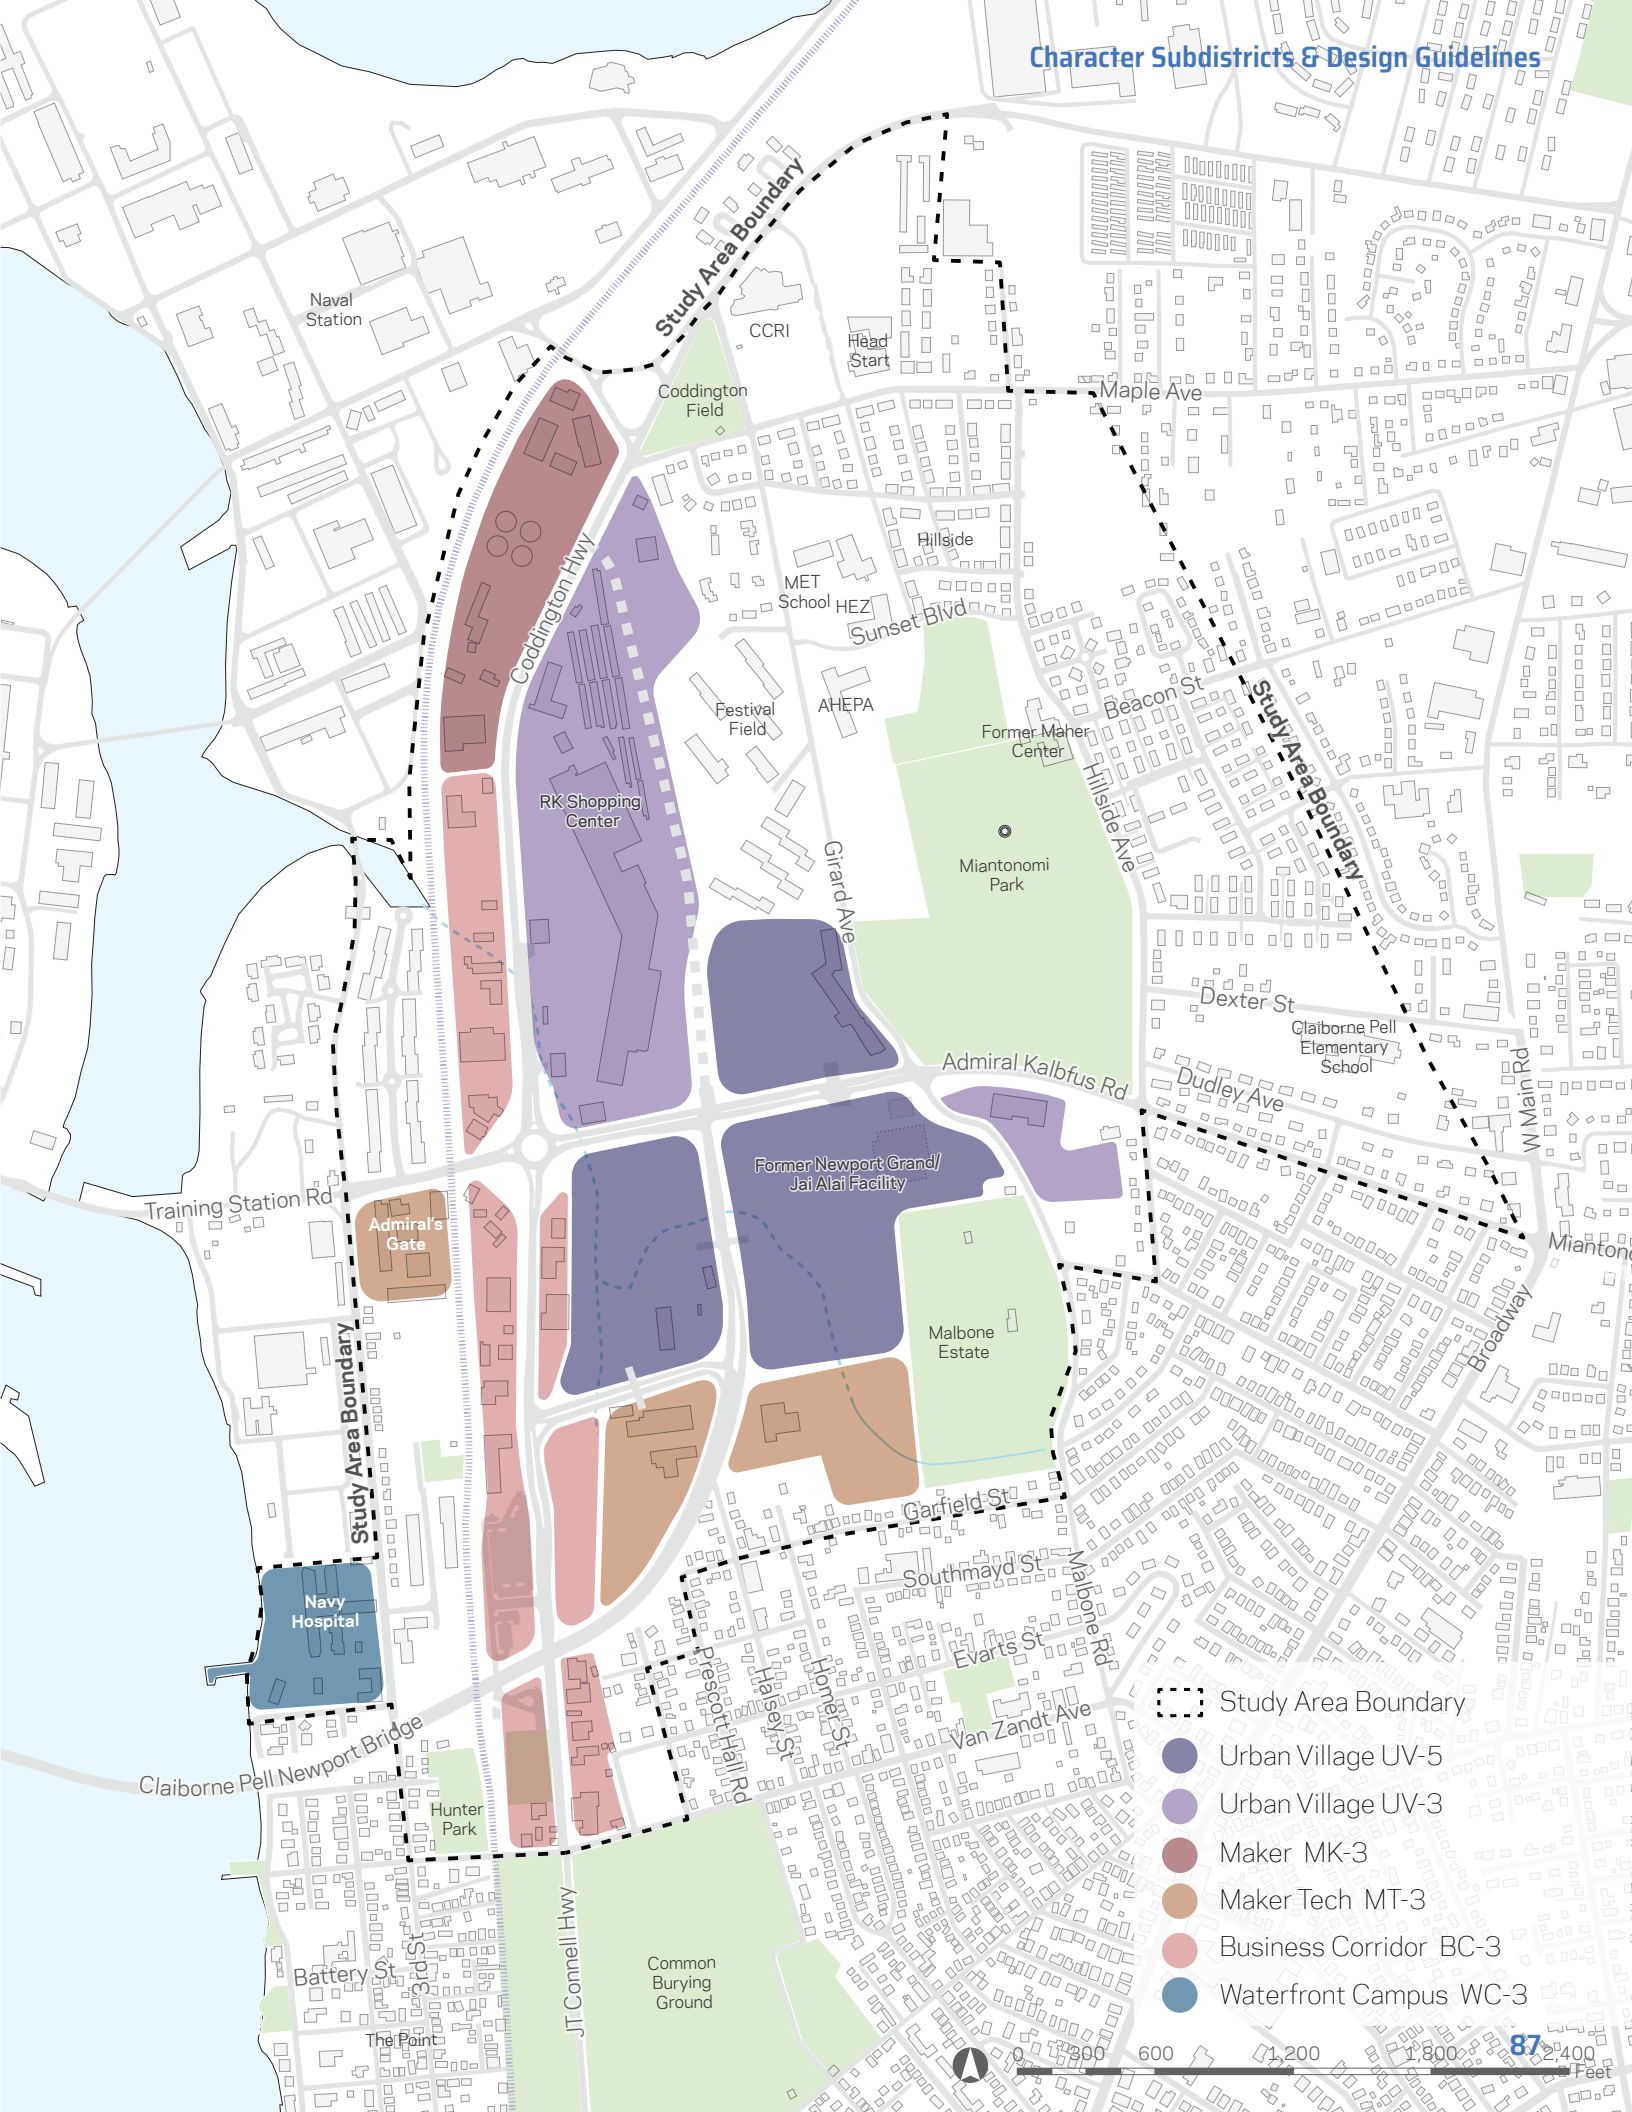 Character Subdistricts & Design Guidelines
Study Area Boundary
Naval
Station
CCRI
Head
Start
Coddington
Field
Maple Ave
Coddington Hwy
Hillside
MET
School
HEZ
Sunset Blvd
Festival
Field
AHEPA
Beacon St
Former Maher
Center
Hillside Ave
Study Area Boundary
RK Shopping
Center
Girard Ave
Miantonomi
Park
Dexter St
Claiborne Pell
Elementary
School
Admiral Kalbfus Rd
Dudley Ave
W Main Rd
Former Newport Grand/
Jai Alai Facility
Training Station Rd
Admiral's
Gate
Miantono
Broadway
Malbone
Estate
Study Area Boundary
Garfield St
Southmayd St
Malbone Rd
Navy
Hospital
Evarts St
Prescott Hall Rd
Halsey St
Homer St
Van Zandt Ave
Claiborne Pell Newport Bridge
Hunter
Park
JT Connell Hwy
Common
Burying
Ground
Battery St
3rd St
The Point
Study Area Boundary
Urban Village UV-5
Urban Village UV-3
Maker MK-3
Maker Tech MT-3
Business Corridor BC-3
Waterfront Campus WC-3
87
0 300 600 1,200 1,800 2,400
Feet